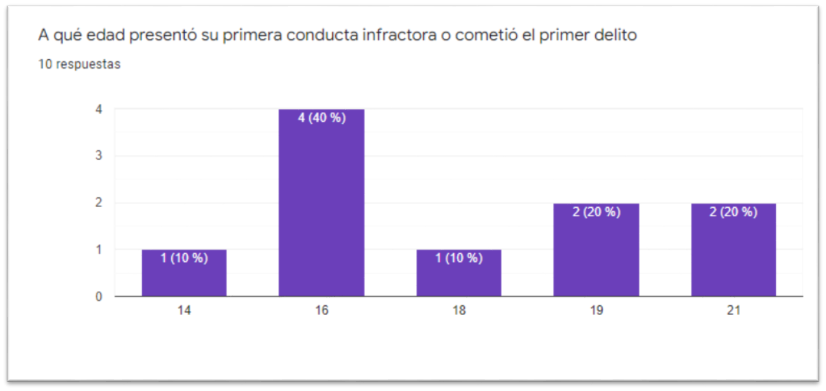 A qué edad presentó su primera conducta infractora o cometió el primer delito
10 respuestas
4
3
2
1
0
4 (40 %)
2 (20 %)
2 (20 %)
1 (10 %)
1 (10 %)
14
16
18
19
21